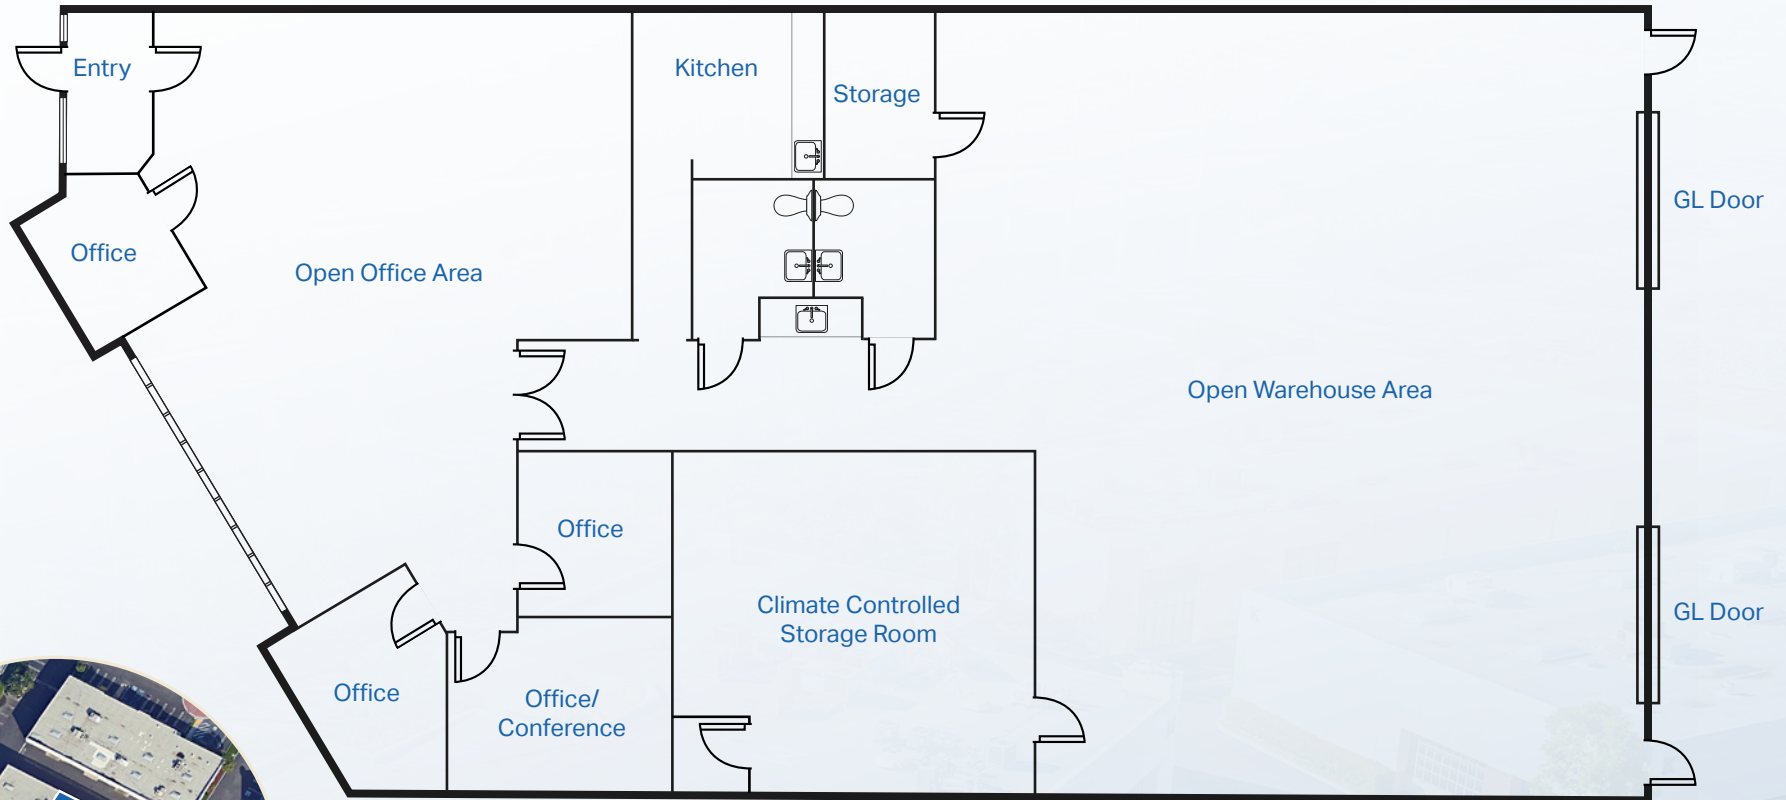 Entry
Kitchen
Storage
GL Door
Office
Open Office Area
Open Warehouse Area
Office
Climate Controlled
Storage Room
GL Door
Office
Office/
Conference